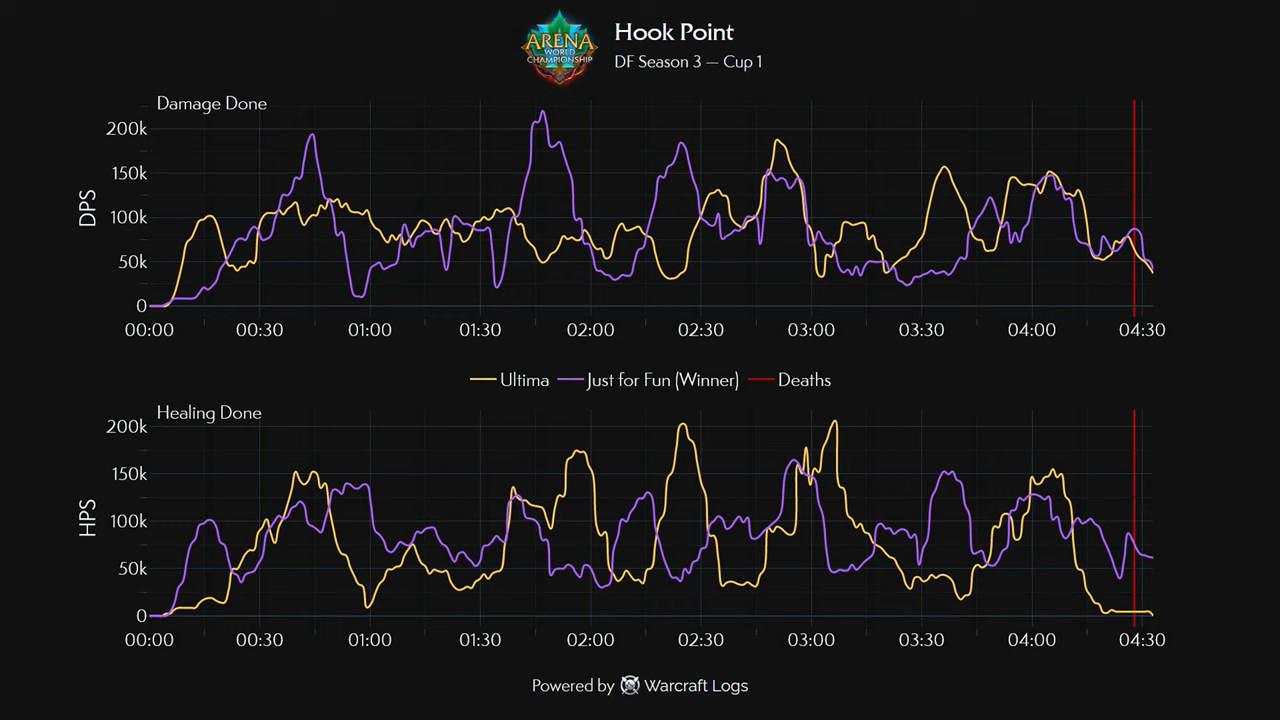 ARENA
WORLD
CHAMPIONSHIP
Hook Point
DF Season 3 — Cup 1
Damage Done
DPS
200k
150k
100k
50k
0
00:00 00:30 01:00 01:30 02:00 02:30 03:00 03:30 04:00 04:30
Ultima Just for Fun (Winner) Deaths
Healing Done
HPS
200k
150k
100k
50k
0
00:00 00:30 01:00 01:30 02:00 02:30 03:00 03:30 04:00 04:30
Powered by Warcraft Logs